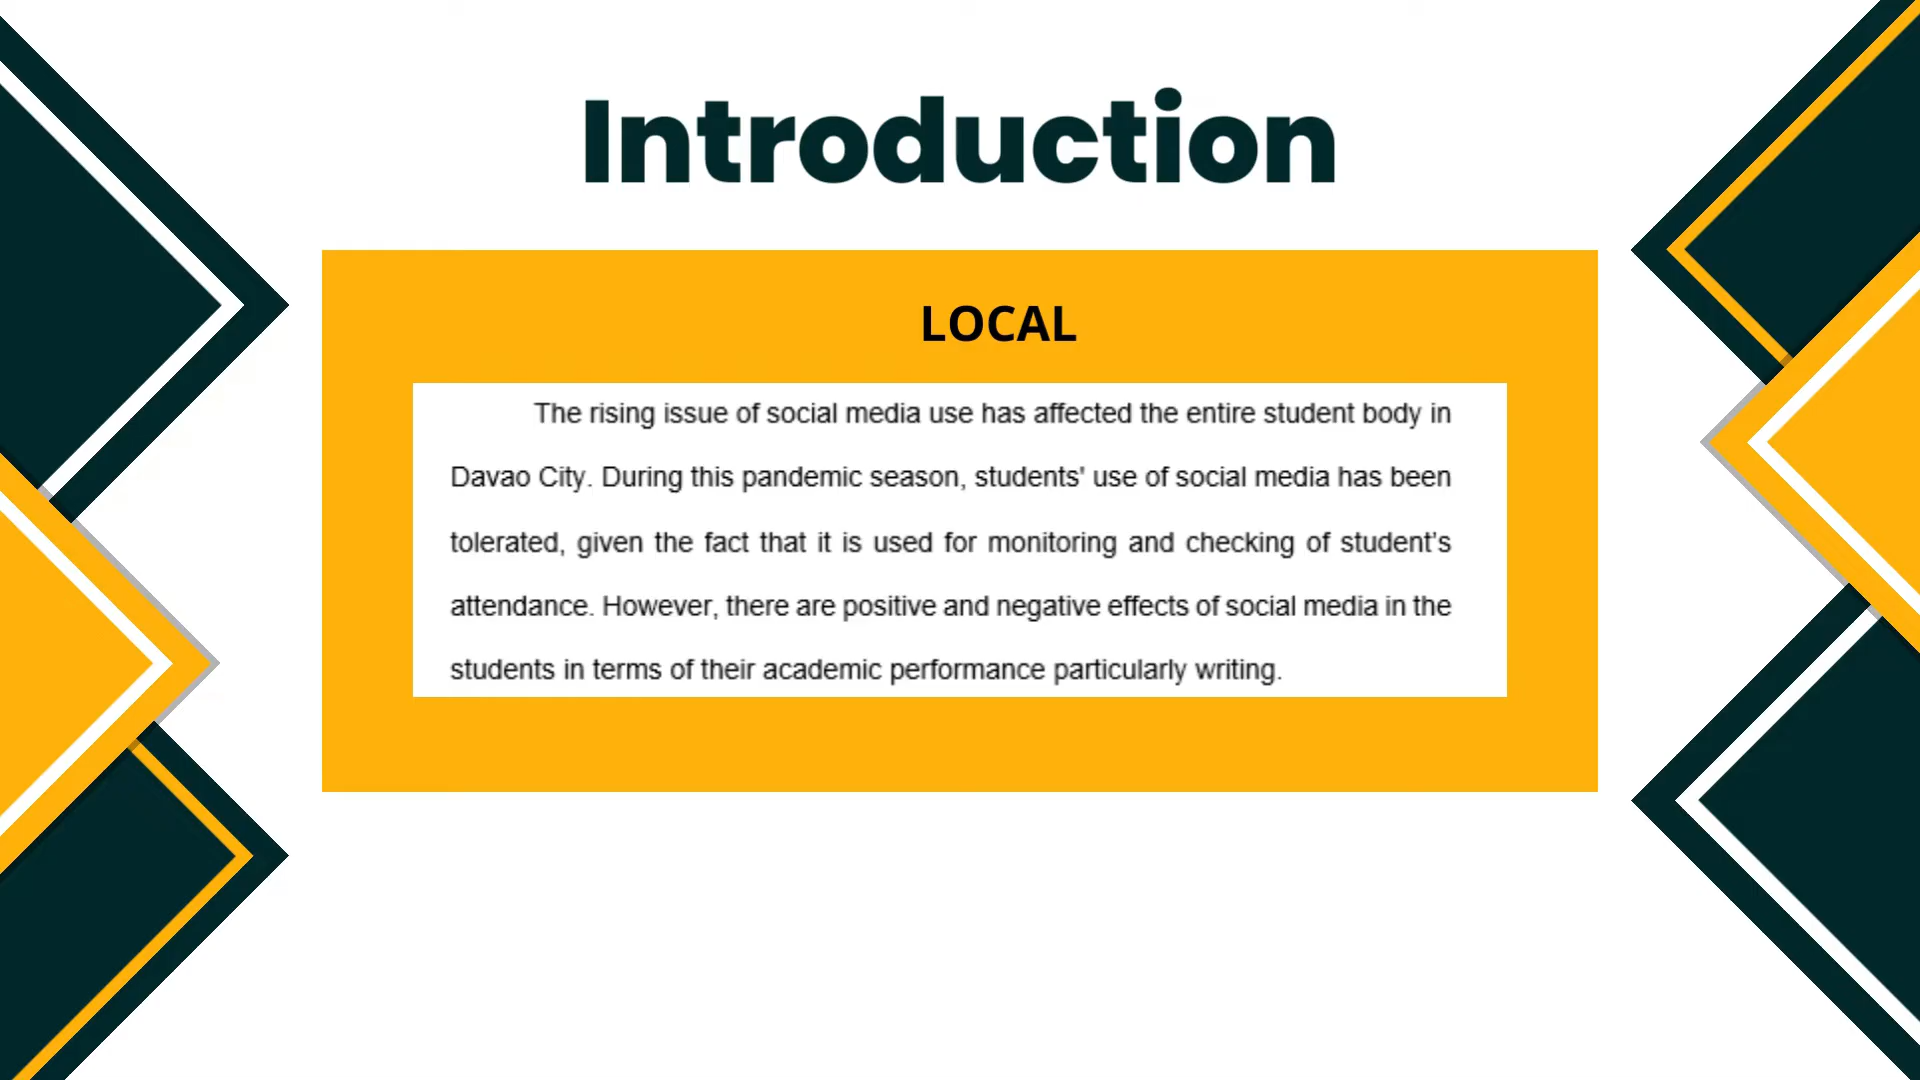 Introduction
LOCAL
The rising issue of social media use has affected the entire student body in
Davao City. During this pandemic season, students' use of social media has been
tolerated, given the fact that it is used for monitoring and checking of student's
attendance. However, there are positive and negative effects of social media in the
students in terms of their academic performance particularly writing.